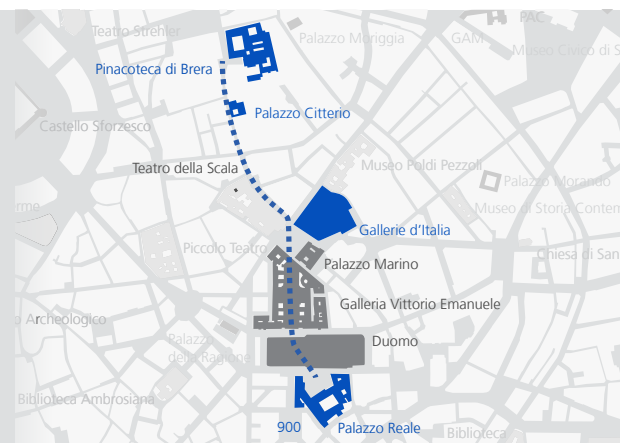 Teatro Strehler
Palazzo Moriggia
GAM
PAC
Museo Civico di S
Pinacoteca di Brera
Palazzo Citterio
Castello Sforzesco
Teatro della Scala
Museo Poldi Pezzoli
Palazzo Morando
Museo di Storia Contem
erme
Gallerie d’Italia
Piccolo Teatro
Palazzo Marino
Chiesa di San
Galleria Vittorio Emanuele
a Archeologico
Palazzo
della Ragione
Duomo
Biblioteca Ambrosiana
900
Palazzo Reale
Biblioteca